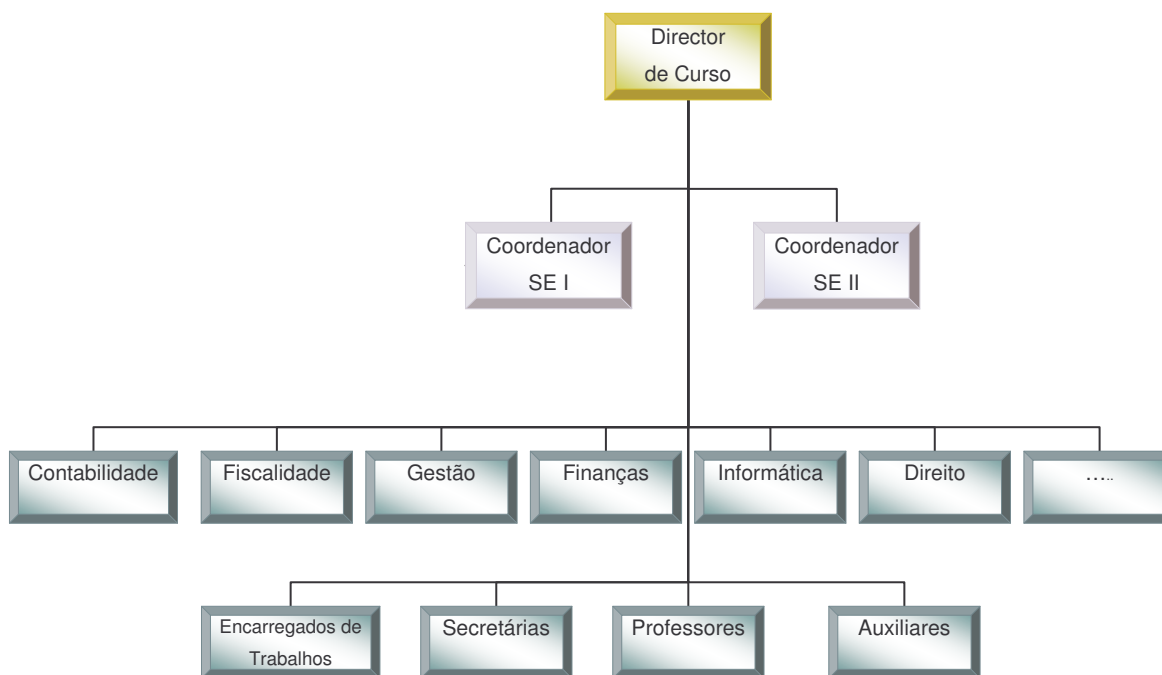 Director
de Curso
Coordenador
SE I
Coordenador
SE II
Contabilidade
Fiscalidade
Gestão
Finanças
Informática
Direito
.....
Encarregados de
Trabalhos
Secretárias
Professores
Auxiliares